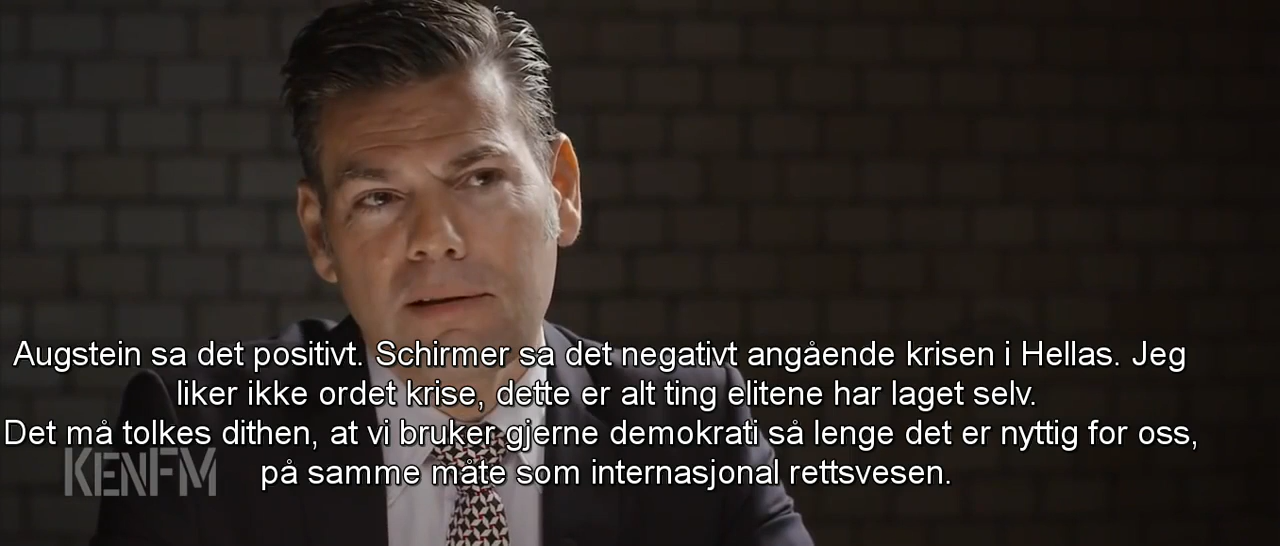 Augstein sa det positivt. Schirmer sa det negativt angående krisen i Hellas. Jeg
liker ikke ordet krise, dette er alt ting elitene har laget selv.
Det må tolkes dithen, at vi bruker gjerne demokrati så lenge det er nyttig for oss,
på samme måte som internasjonal rettsvesen.
KENFM